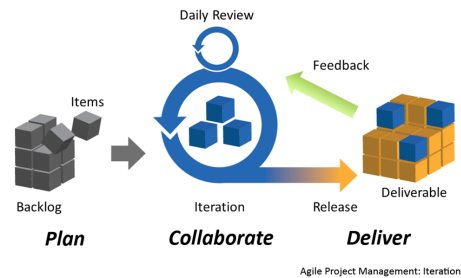 Daily Review
Feedback
Items
Backlog
Iteration
Release
Deliverable
Plan
Collaborate
Deliver
Agile Project Management: Iteration